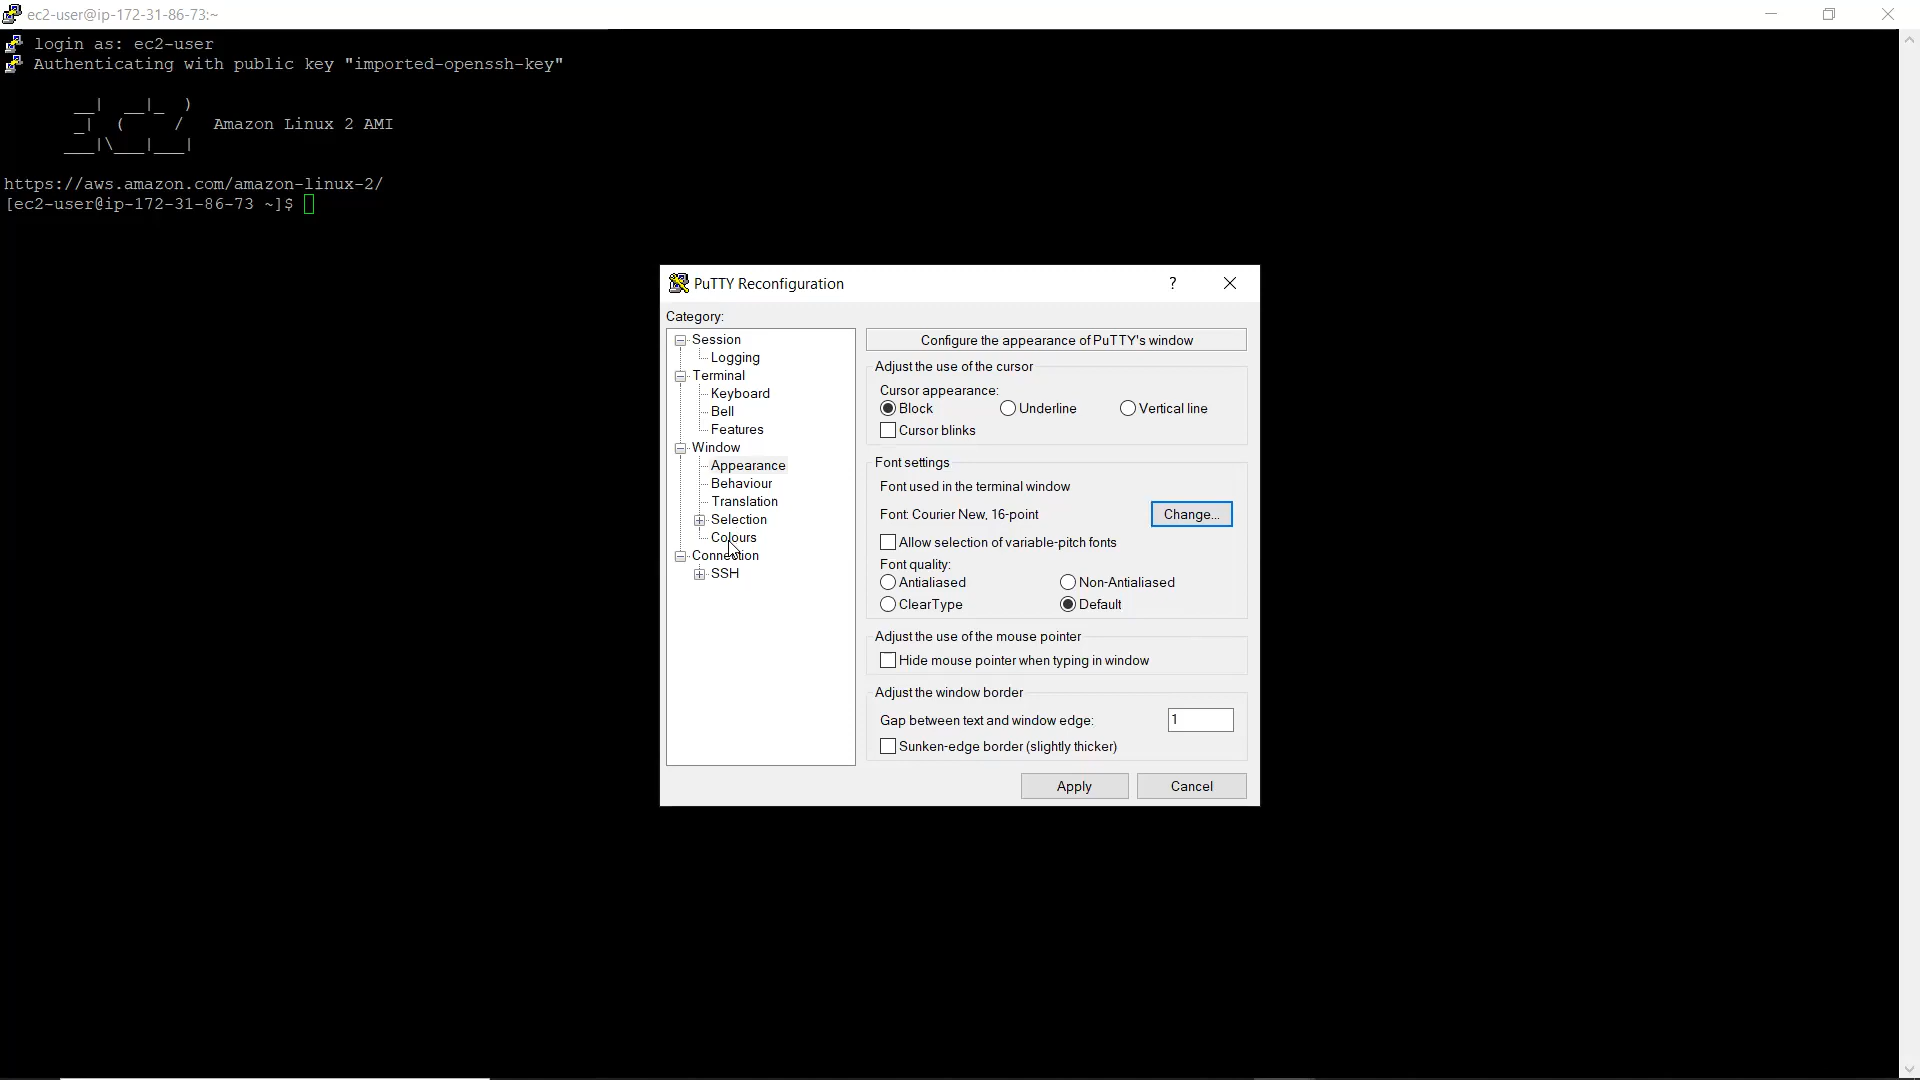 ec2-user@ip-172-31-86-73:~
login as: ec2-user
Authenticating with public key "imported-openssh-key"
       __|  __|_  )
       _|  (     /   Amazon Linux 2 AMI
      ___|\___|___|
https://aws.amazon.com/amazon-linux-2/
[ec2-user@ip-172-31-86-73 ~]$
PuTTY Reconfiguration
?
Category:
Session
Logging
Terminal
Keyboard
Bell
Features
Window
Appearance
Behaviour
Translation
Selection
Colours
Connection
SSH
Configure the appearance of PuTTY's window
Adjust the use of the cursor
Cursor appearance:
Block Underline Vertical line
Cursor blinks
Font settings
Font used in the terminal window
Font: Courier New, 16-point Change...
Allow selection of variable-pitch fonts
Font quality:
Antialiased Non-Antialiased
ClearType Default
Adjust the use of the mouse pointer
Hide mouse pointer when typing in window
Adjust the window border
Gap between text and window edge: 1
Sunken-edge border (slightly thicker)
Apply Cancel